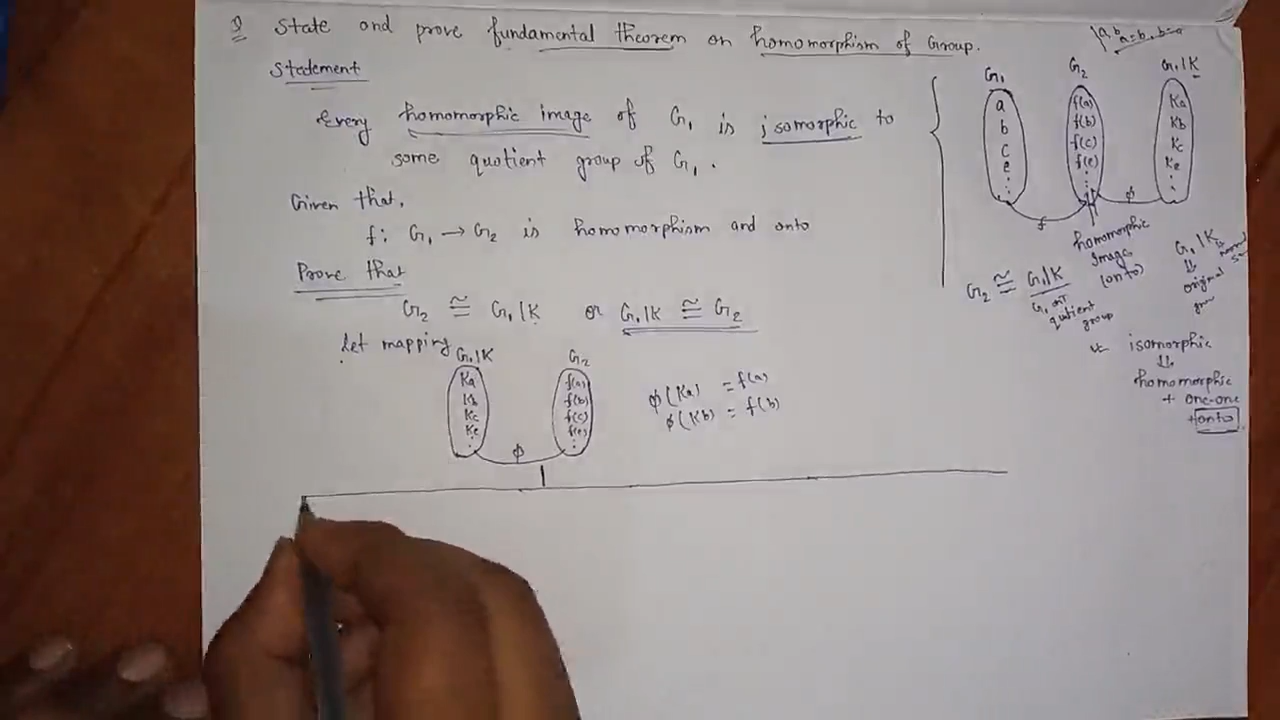 Q State and prove fundamental theorem on homomorphism of Group.
Statement
Every homomorphic image of G₁ is isomorphic to
some quotient group of G₁.
Given that,
f: G₁ → G₂ is homomorphism and onto
Prove that
G₂ ≅ G₁|K or G₁|K ≅ G₂
Let mapping
G₁|K G₂
Ka f(a)
Kb f(b)
Kc f(c)
Ke f(e)
ϕ
ϕ(Ka) = f(a)
ϕ(Kb) = f(b)
G₁ G₂ G₁|K
a f(a) Ka
b f(b) Kb
c f(c) Kc
e f(e) Ke
f ϕ
homomorphic
image
(onto)
G₂ ≅ G₁|K
qutient
group
G₁|K
⇓
original
isomorphic
⇓
homomorphic
+ one-one
+ onto